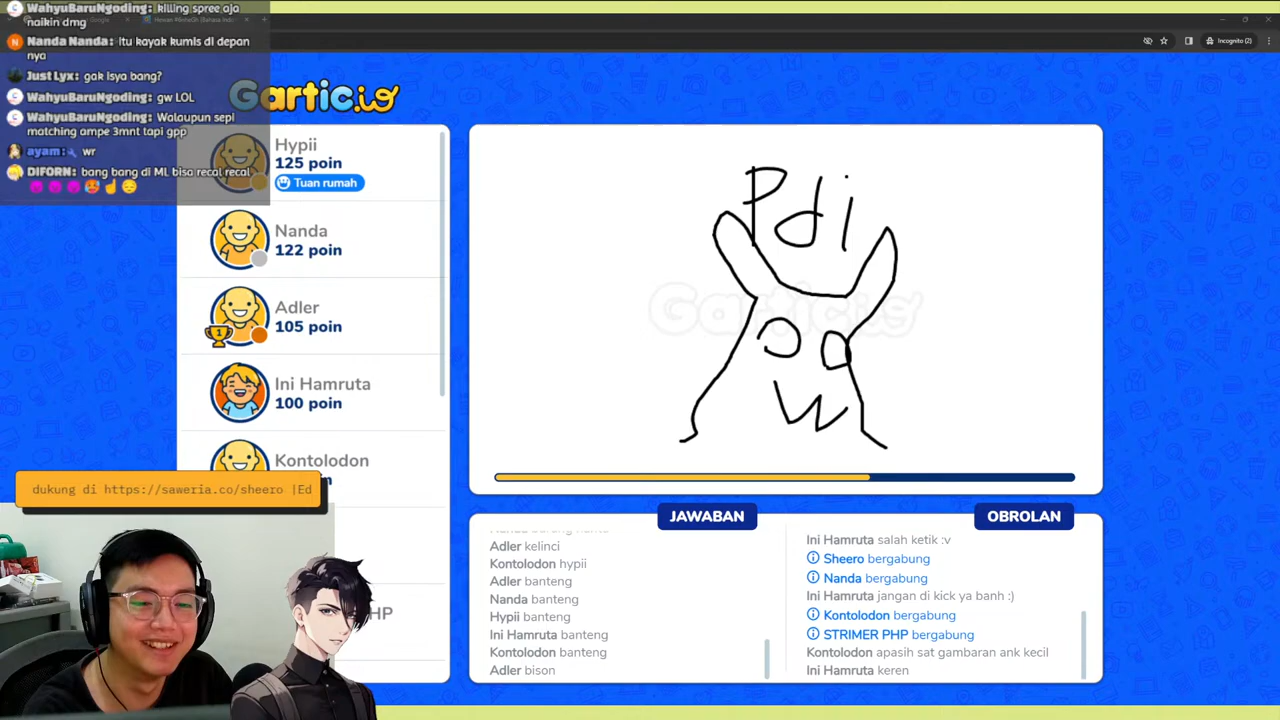 WahyuBaruNgoding: killing spree aja
naikin dmg
Nanda Nanda: Itu kayak kumis di depan
nya
Just Lyx: gak isya bang?
WahyuBaruNgoding: gw LOL
WahyuBaruNgoding: Walaupun sepi
matching ampe 3mnt tapi gpp
ayam: wr
DIFORN: bang bang di ML bisa recal recal
Incognito (2)
Gartic.io
Hypii
125 poin
Tuan rumah
Nanda
122 poin
Adler
105 poin
Ini Hamruta
100 poin
Kontolodon
HP
dukung di https://saweria.co/sheero |Ed
Pdi
Gartic.io
JAWABAN
Adler kelinci
Kontolodon hypii
Adler banteng
Nanda banteng
Hypii banteng
Ini Hamruta banteng
Kontolodon banteng
Adler bison
OBROLAN
Ini Hamruta salah ketik :v
Sheero bergabung
Nanda bergabung
Ini Hamruta jangan di kick ya banh :)
Kontolodon bergabung
STRIMER PHP bergabung
Kontolodon apasih sat gambaran ank kecil
Ini Hamruta keren